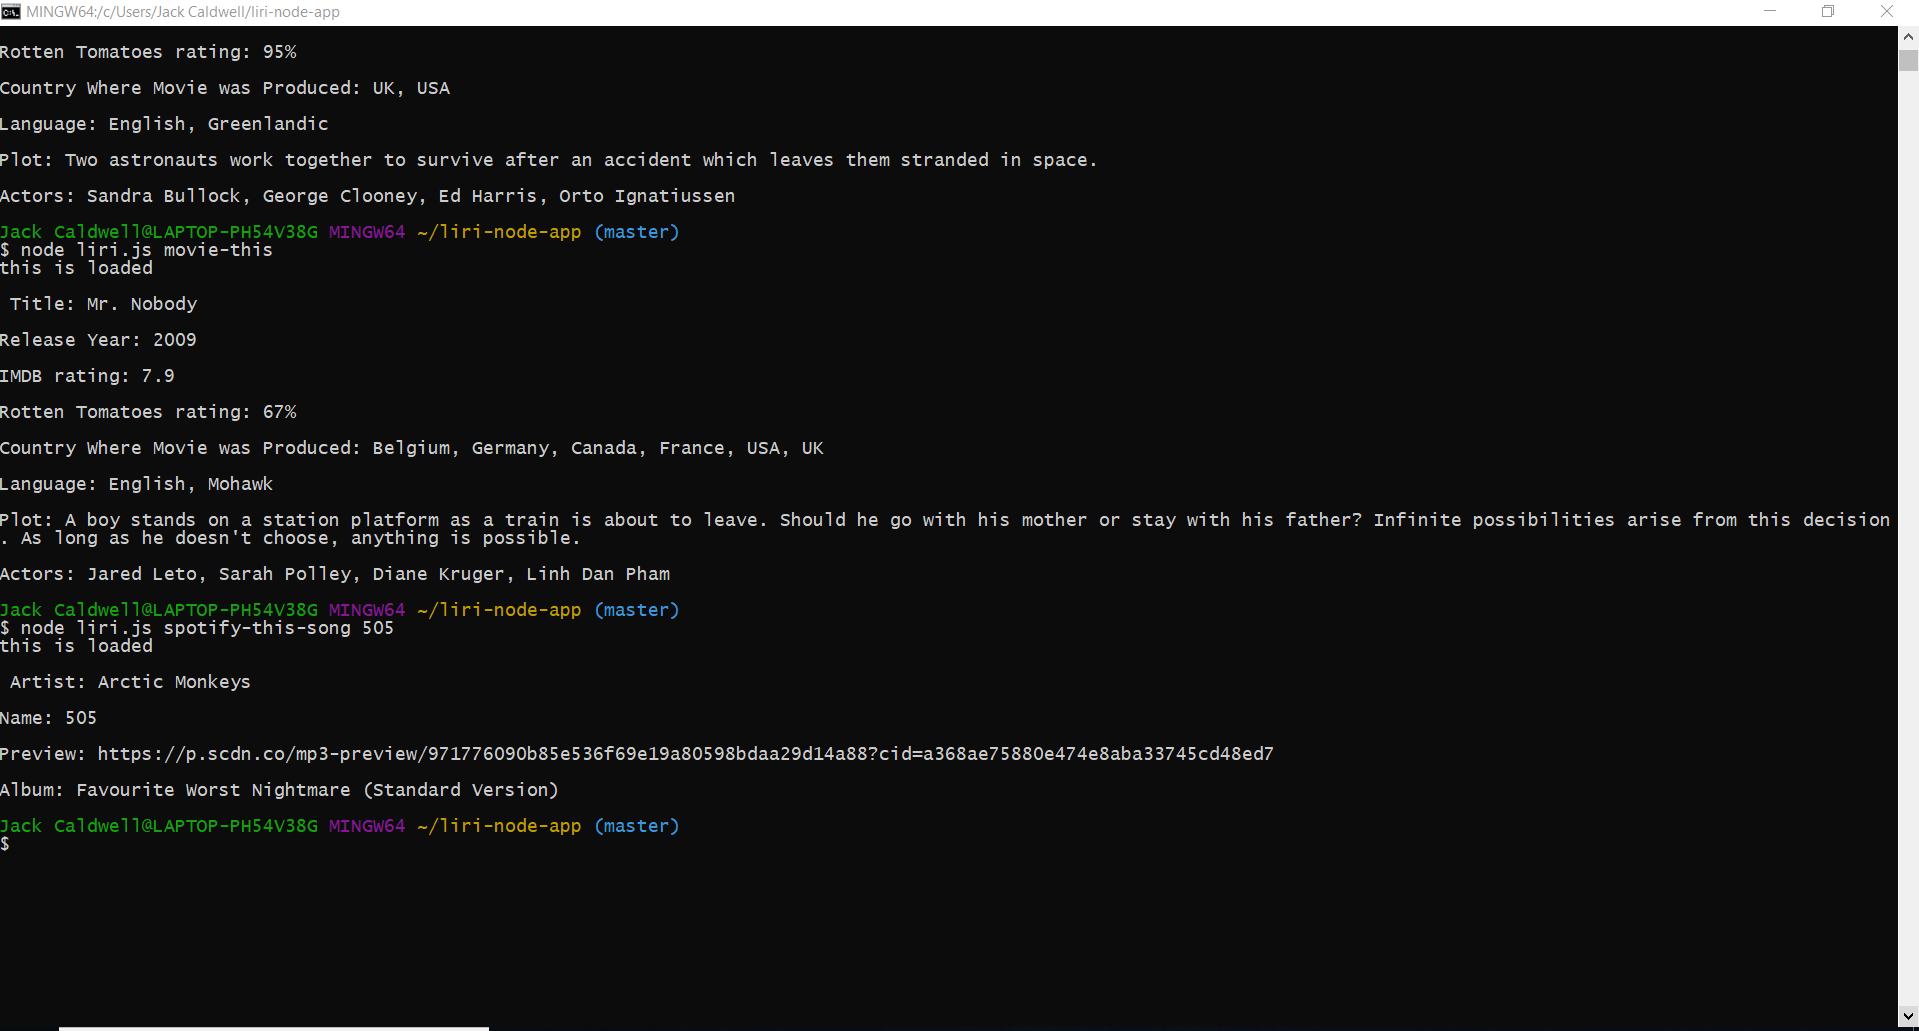 MINGW64:/c/Users/Jack Caldwell/liri-node-app
Rotten Tomatoes rating: 95%
Country Where Movie was Produced: UK, USA
Language: English, Greenlandic
Plot: Two astronauts work together to survive after an accident which leaves them stranded in space.
Actors: Sandra Bullock, George Clooney, Ed Harris, Orto Ignatiussen
Jack Caldwell@LAPTOP-PH54V38G MINGW64 ~/liri-node-app (master)
$ node liri.js movie-this
this is loaded
Title: Mr. Nobody
Release Year: 2009
IMDB rating: 7.9
Rotten Tomatoes rating: 67%
Country Where Movie was Produced: Belgium, Germany, Canada, France, USA, UK
Language: English, Mohawk
Plot: A boy stands on a station platform as a train is about to leave. Should he go with his mother or stay with his father? Infinite possibilities arise from this decision
. As long as he doesn't choose, anything is possible.
Actors: Jared Leto, Sarah Polley, Diane Kruger, Linh Dan Pham
Jack Caldwell@LAPTOP-PH54V38G MINGW64 ~/liri-node-app (master)
$ node liri.js spotify-this-song 505
this is loaded
Artist: Arctic Monkeys
Name: 505
Preview: https://p.scdn.co/mp3-preview/971776090b85e536f69e19a80598bdaa29d14a88?cid=a368ae75880e474e8aba33745cd48ed7
Album: Favourite Worst Nightmare (Standard Version)
Jack Caldwell@LAPTOP-PH54V38G MINGW64 ~/liri-node-app (master)
$